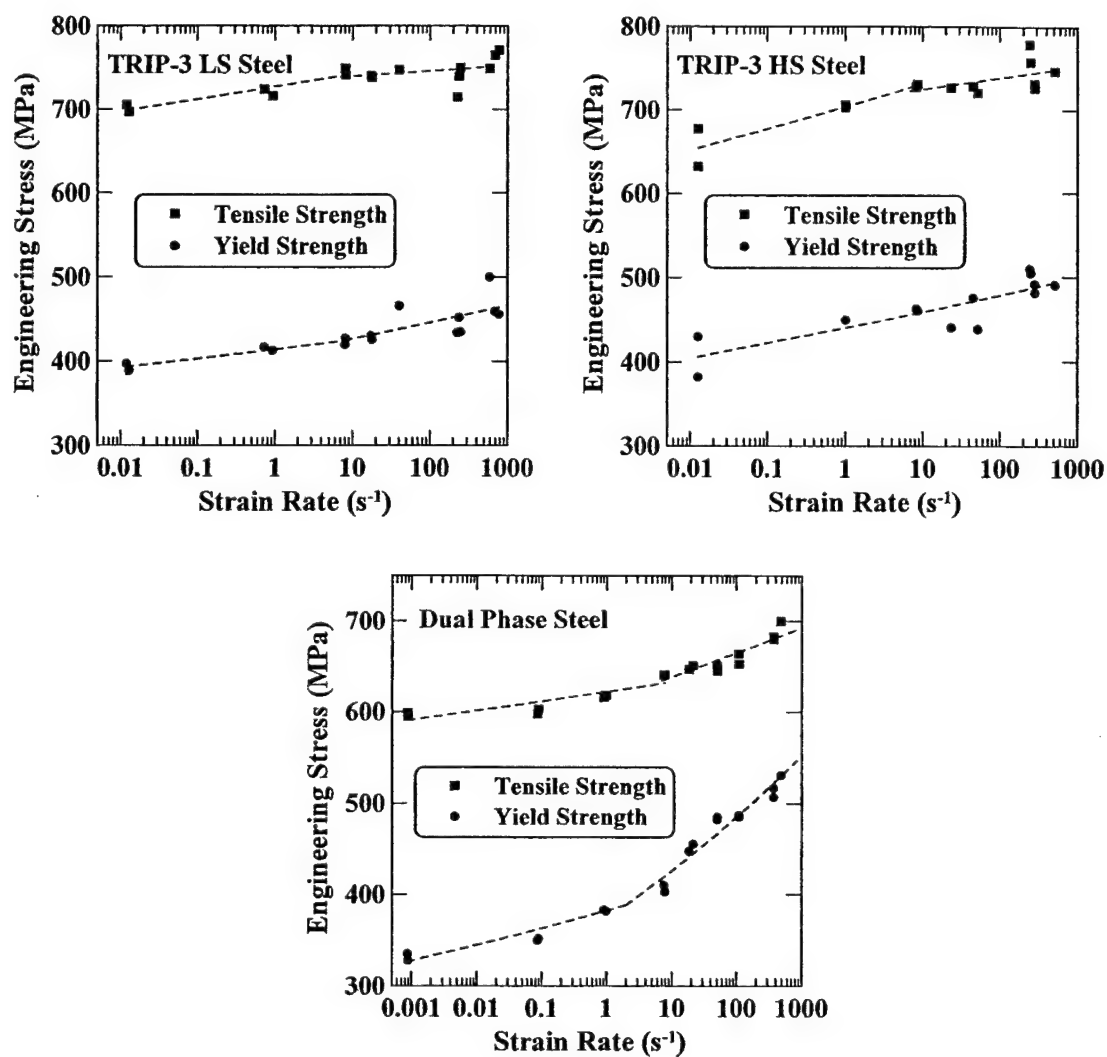 TRIP-3 LS Steel
Engineering Stress (MPa)
800
700
600
500
400
300
Tensile Strength
Yield Strength
0.01 0.1 1 10 100 1000
Strain Rate (s⁻¹)
TRIP-3 HS Steel
Engineering Stress (MPa)
800
700
600
500
400
300
Tensile Strength
Yield Strength
0.01 0.1 1 10 100 1000
Strain Rate (s⁻¹)
Dual Phase Steel
Engineering Stress (MPa)
700
600
500
400
300
Tensile Strength
Yield Strength
0.001 0.01 0.1 1 10 100 1000
Strain Rate (s⁻¹)